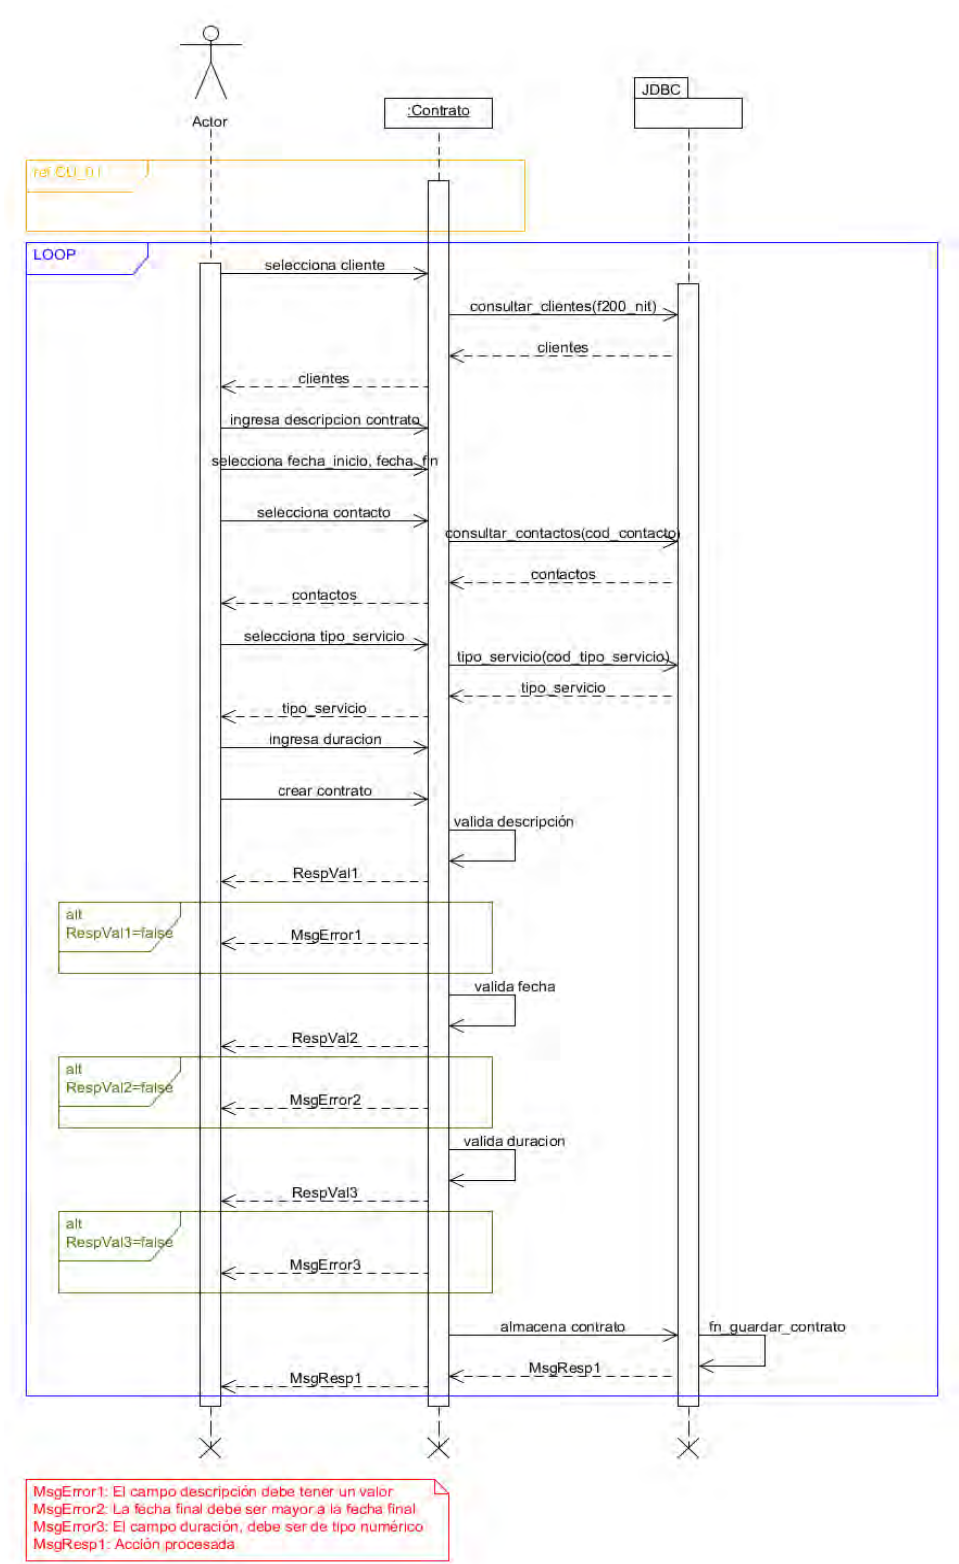 Actor
:Contrato
JDBC
ref CU_01
LOOP
selecciona cliente
consultar_clientes(f200_nit)
clientes
clientes
ingresa descripcion contrato
selecciona fecha_inicio, fecha_fin
selecciona contacto
consultar_contactos(cod_contacto)
contactos
contactos
selecciona tipo_servicio
tipo_servicio(cod_tipo_servicio)
tipo_servicio
tipo_servicio
ingresa duracion
crear contrato
valida descripción
RespVal1
alt
RespVal1=false
MsgError1
valida fecha
RespVal2
alt
RespVal2=false
MsgError2
valida duracion
RespVal3
alt
RespVal3=false
MsgError3
almacena contrato
fn_guardar_contrato
MsgResp1
MsgResp1
MsgError1: El campo descripción debe tener un valor
MsgError2: La fecha final debe ser mayor a la fecha final
MsgError3: El campo duración, debe ser de tipo numérico
MsgResp1: Acción procesada